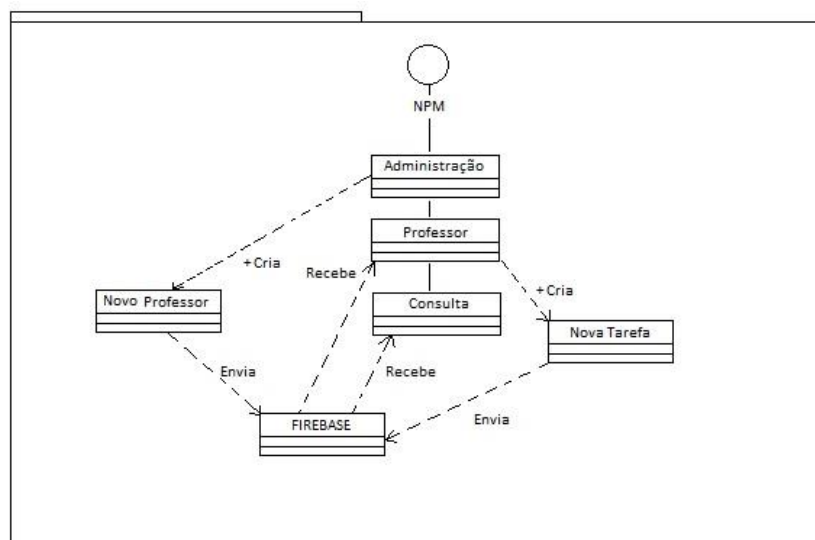 NPM
Administração
Professor
+Cria
Recebe
+Cria
Novo Professor
Consulta
Nova Tarefa
Envia
Recebe
FIREBASE
Envia